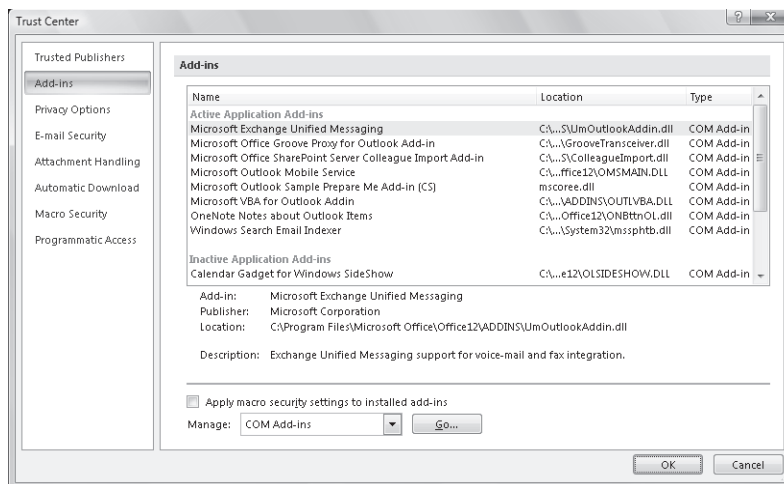 Trust Center
Trusted Publishers
Add-ins
Privacy Options
E-mail Security
Attachment Handling
Automatic Download
Macro Security
Programmatic Access
Add-ins
Name Location Type
Active Application Add-ins
Microsoft Exchange Unified Messaging C:\...S\UmOutlookAddin.dll COM Add-in
Microsoft Office Groove Proxy for Outlook Add-in C:\...\GrooveTransceiver.dll COM Add-in
Microsoft Office SharePoint Server Colleague Import Add-in C:\...S\ColleagueImport.dll COM Add-in
Microsoft Outlook Mobile Service C:\...ffice12\OMSMAIN.DLL COM Add-in
Microsoft Outlook Sample Prepare Me Add-in (CS) mscoree.dll COM Add-in
Microsoft VBA for Outlook Addin C:\...\ADDINS\OUTLVBA.DLL COM Add-in
OneNote Notes about Outlook Items C:\...Office12\ONBttnOL.dll COM Add-in
Windows Search Email Indexer C:\...\System32\mssphtb.dll COM Add-in
Inactive Application Add-ins
Calendar Gadget for Windows SideShow C:\...e12\OLSIDESHOW.DLL COM Add-in
Add-in: Microsoft Exchange Unified Messaging
Publisher: Microsoft Corporation
Location: C:\Program Files\Microsoft Office\Office12\ADDINS\UmOutlookAddin.dll
Description: Exchange Unified Messaging support for voice-mail and fax integration.
Apply macro security settings to installed add-ins
Manage: COM Add-ins Go...
OK Cancel